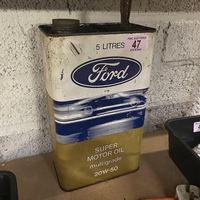 5 LITRES
47
Ford
SUPER
MOTOR OIL
multigrade
20W-50